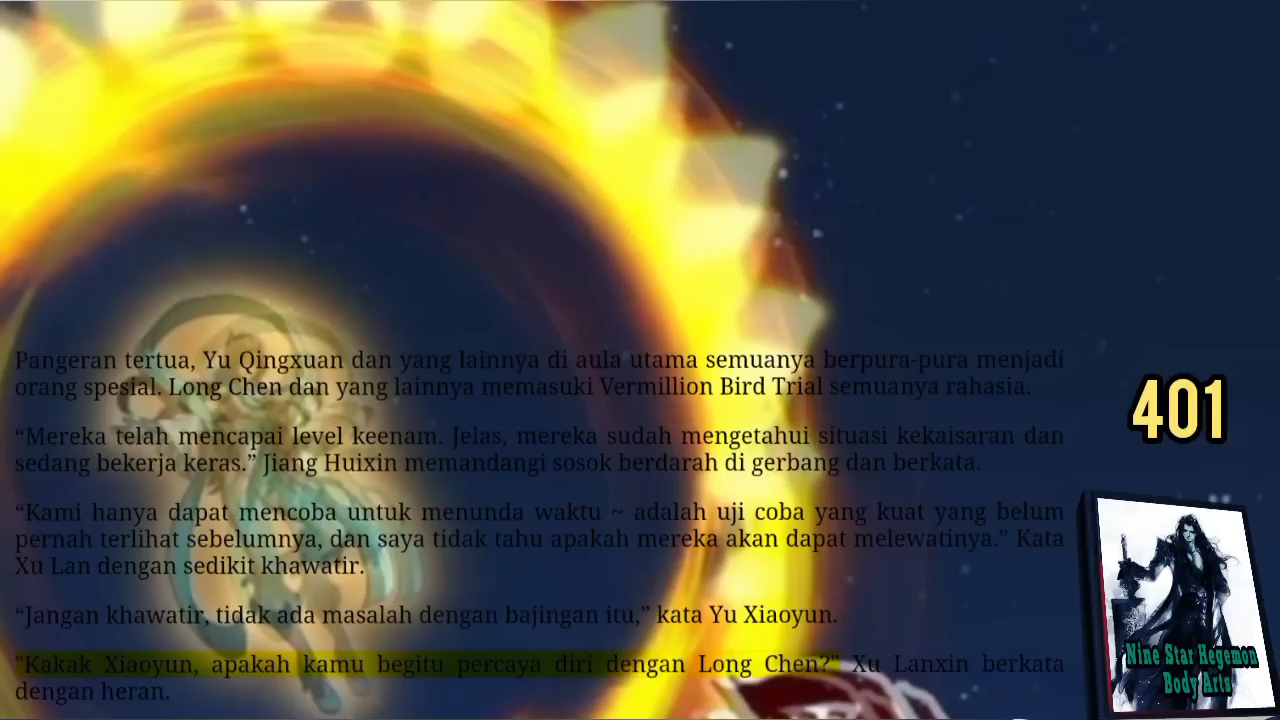 Pangeran tertua, Yu Qingxuan dan yang lainnya di aula utama semuanya berpura-pura menjadi
orang spesial. Long Chen dan yang lainnya memasuki Vermillion Bird Trial semuanya rahasia.
“Mereka telah mencapai level keenam. Jelas, mereka sudah mengetahui situasi kekaisaran dan
sedang bekerja keras.” Jiang Huixin memandangi sosok berdarah di gerbang dan berkata.
“Kami hanya dapat mencoba untuk menunda waktu ~ adalah uji coba yang kuat yang belum
pernah terlihat sebelumnya, dan saya tidak tahu apakah mereka akan dapat melewatinya.” Kata
Xu Lan dengan sedikit khawatir.
“Jangan khawatir, tidak ada masalah dengan bajingan itu,” kata Yu Xiaoyun.
"Kakak Xiaoyun, apakah kamu begitu percaya diri dengan Long Chen?" Xu Lanxin berkata
dengan heran.
401
Nine Star Hegemon
Body Arts